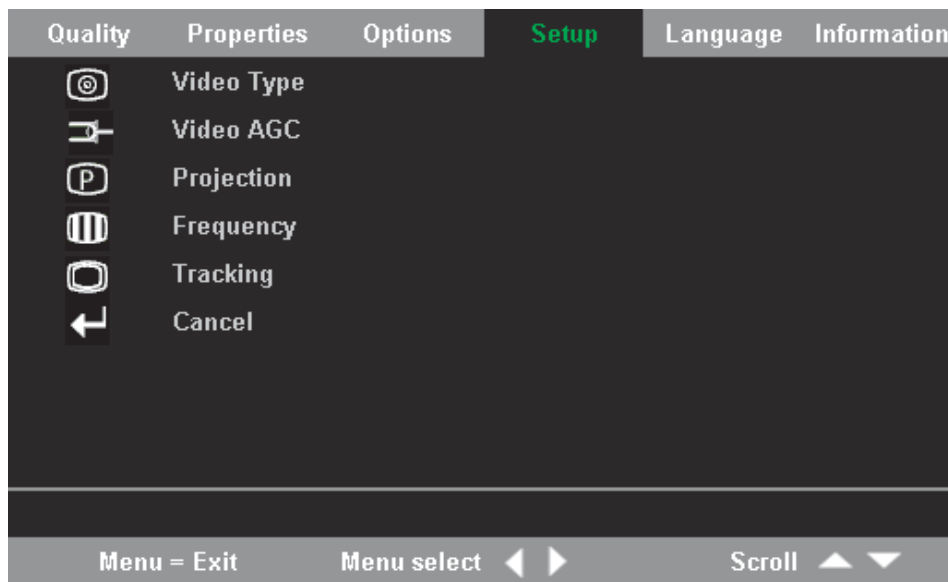 Quality Properties Options Setup Language Information
Video Type
Video AGC
P Projection
Frequency
Tracking
Cancel
Menu = Exit Menu select Scroll